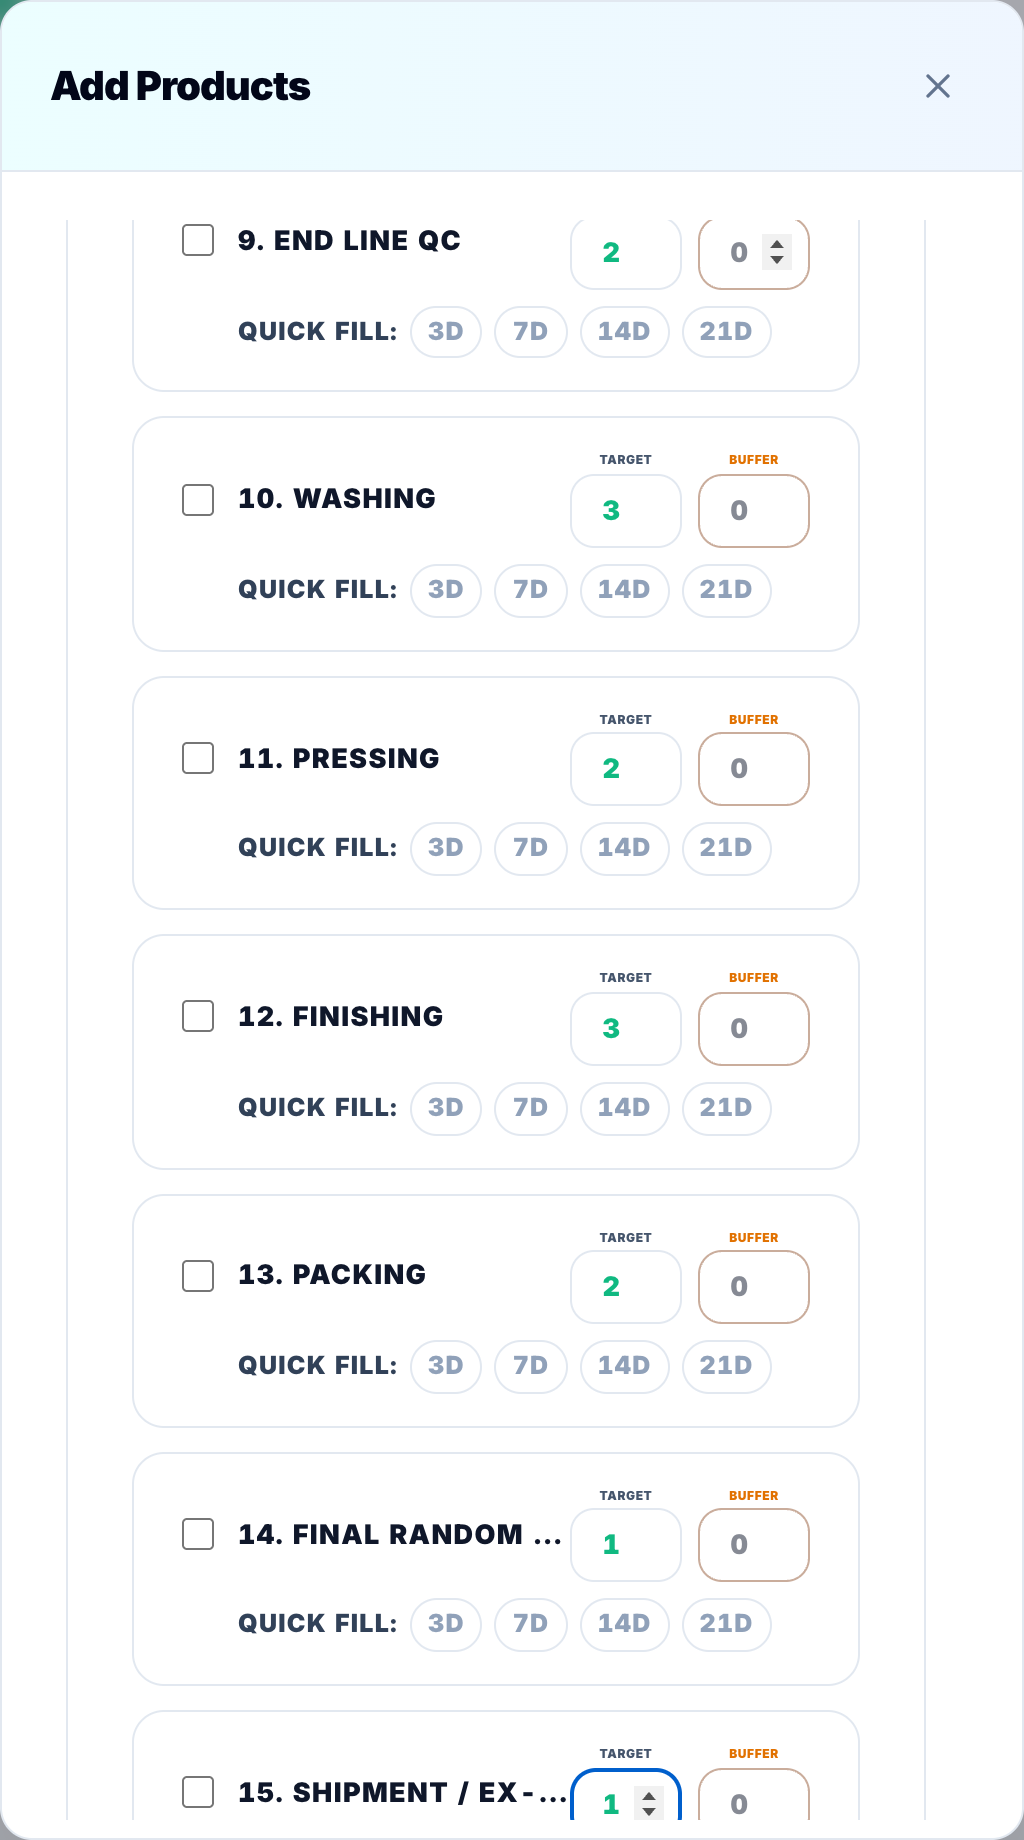 Add Products
9. END LINE QC
2
0
QUICK FILL: 3D 7D 14D 21D
TARGET BUFFER
10. WASHING
3
0
QUICK FILL: 3D 7D 14D 21D
TARGET BUFFER
11. PRESSING
2
0
QUICK FILL: 3D 7D 14D 21D
TARGET BUFFER
12. FINISHING
3
0
QUICK FILL: 3D 7D 14D 21D
TARGET BUFFER
13. PACKING
2
0
QUICK FILL: 3D 7D 14D 21D
TARGET BUFFER
14. FINAL RANDOM ...
1
0
QUICK FILL: 3D 7D 14D 21D
TARGET BUFFER
15. SHIPMENT / EX-...
1
0